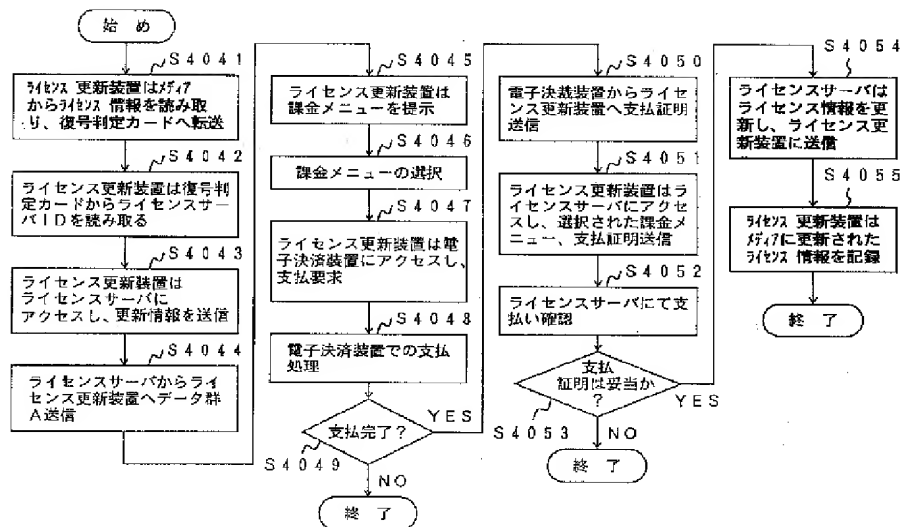 始 め
S4041
ライセンス 更新装置はメディア
からライセンス 情報を読み取
り、復号判定カードへ転送
S4042
ライセンス更新装置は復号判
定カードからライセンスサー
バIDを読み取る
S4043
ライセンス更新装置は
ライセンスサーバに
アクセスし、更新情報を送信
S4044
ライセンスサーバからライ
センス更新装置へデータ群
A送信
S4045
ライセンス更新装置は
課金メニューを提示
S4046
課金メニューの選択
S4047
ライセンス更新装置は電
子決済装置にアクセスし、
支払要求
S4048
電子決済装置での支払
処理
支払完了?
YES
S4049
NO
終 了
S4050
電子決裁装置からライセ
ンス更新装置へ支払証明
送信
S4051
ライセンス更新装置はラ
イセンスサーバにアクセ
スし、選択された課金メ
ニュー、支払証明送信
S4052
ライセンスサーバにて支
払い確認
支払
証明は妥当か
?
YES
S4053
NO
終 了
S4054
ライセンスサーバは
ライセンス情報を更
新し、ライセンス更
新装置に送信
S4055
ライセンス 更新装置は
メディアに更新された
ライセンス 情報を記録
終 了